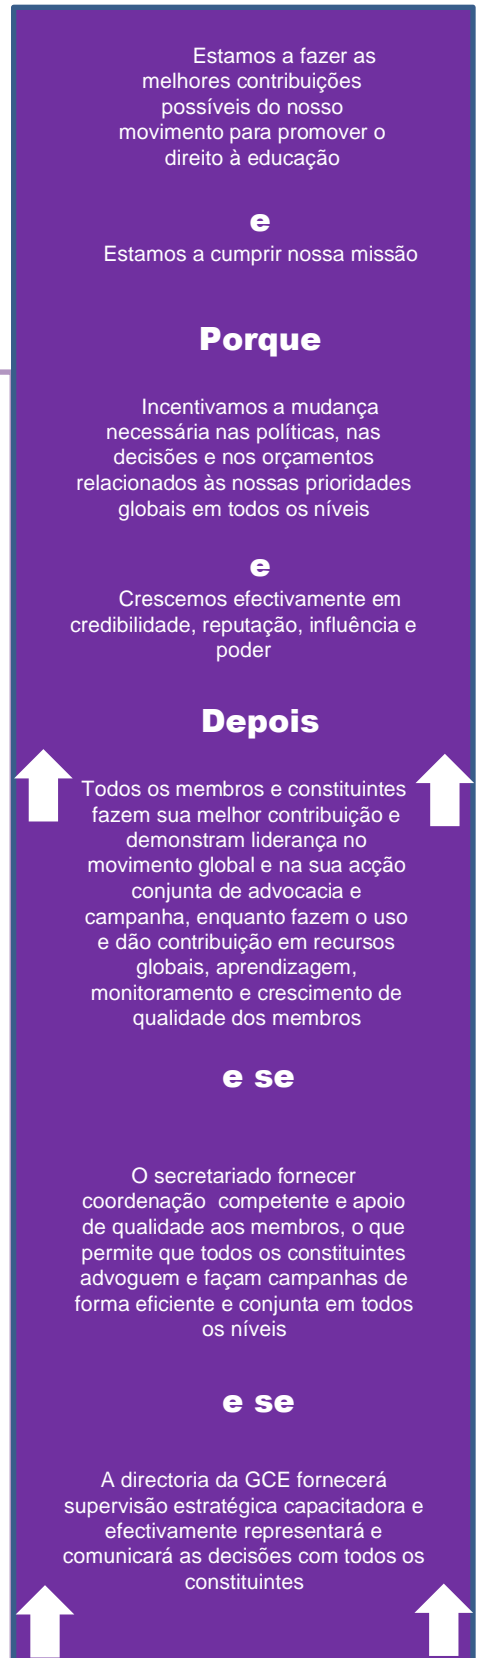 Estamos a fazer as
melhores contribuições
possíveis do nosso
movimento para promover o
direito à educação
e
Estamos a cumprir nossa missão
Porque
Incentivamos a mudança
necessária nas políticas, nas
decisões e nos orçamentos
relacionados às nossas prioridades
globais em todos os níveis
e
Crescemos efectivamente em
credibilidade, reputação, influência e
poder
Depois
Todos os membros e constituintes
fazem sua melhor contribuição e
demonstram liderança no
movimento global e na sua acção
conjunta de advocacia e
campanha, enquanto fazem o uso
e dão contribuição em recursos
globais, aprendizagem,
monitoramento e crescimento de
qualidade dos membros
e se
O secretariado fornecer
coordenação competente e apoio
de qualidade aos membros, o que
permite que todos os constituintes
advoguem e façam campanhas de
forma eficiente e conjunta em todos
os níveis
e se
A directoria da GCE fornecerá
supervisão estratégica capacitadora e
efectivamente representará e
comunicará as decisões com todos os
constituintes